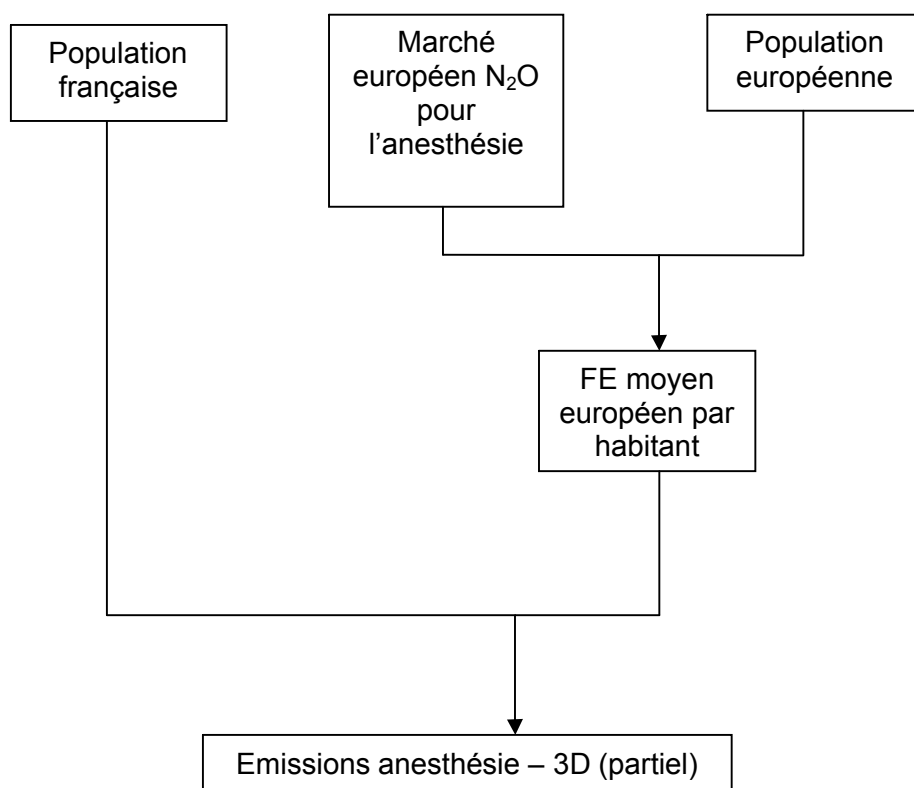 Population
française
Marché
européen N₂O
pour
l'anesthésie
Population
européenne
FE moyen
européen par
habitant
Emissions anesthésie – 3D (partiel)